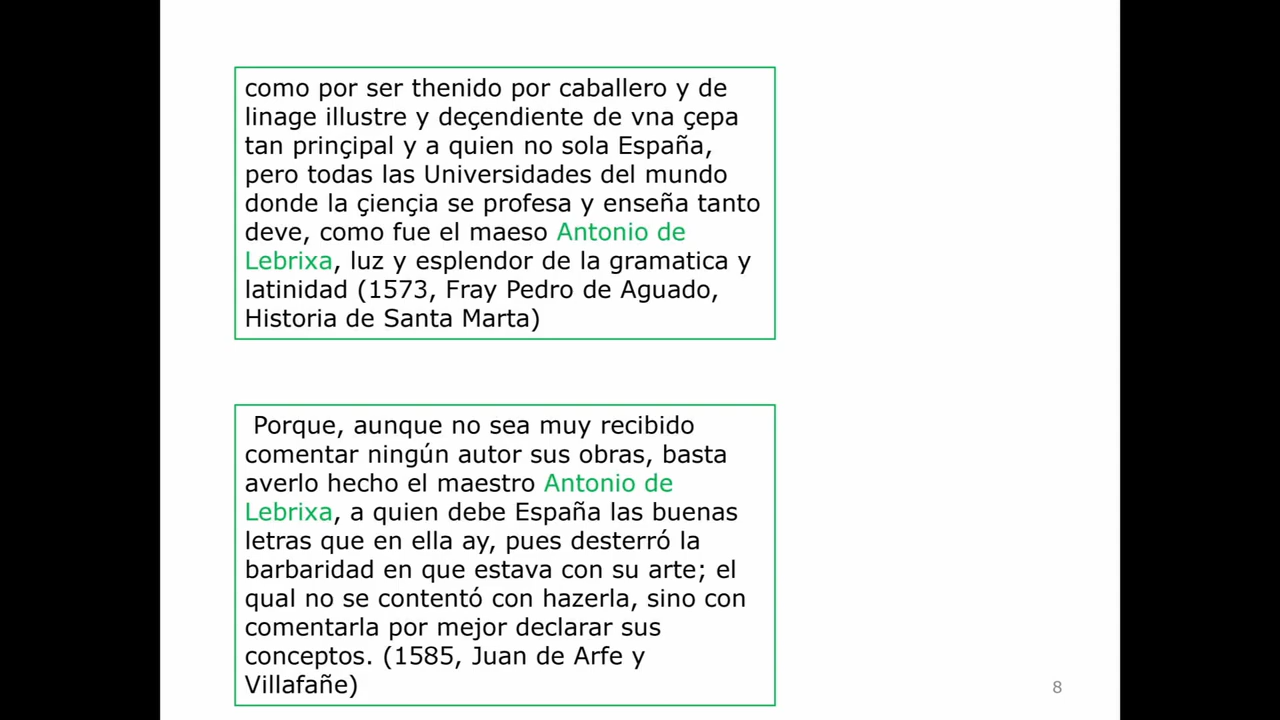 como por ser thenido por caballero y de
linage illustre y deçendiente de vna çepa
tan prinçipal y a quien no sola España,
pero todas las Universidades del mundo
donde la çiençia se profesa y enseña tanto
deve, como fue el maeso Antonio de
Lebrixa, luz y esplendor de la gramatica y
latinidad (1573, Fray Pedro de Aguado,
Historia de Santa Marta)
Porque, aunque no sea muy recibido
comentar ningún autor sus obras, basta
averlo hecho el maestro Antonio de
Lebrixa, a quien debe España las buenas
letras que en ella ay, pues desterró la
barbaridad en que estava con su arte; el
qual no se contentó con hazerla, sino con
comentarla por mejor declarar sus
conceptos. (1585, Juan de Arfe y
Villafañe)
8